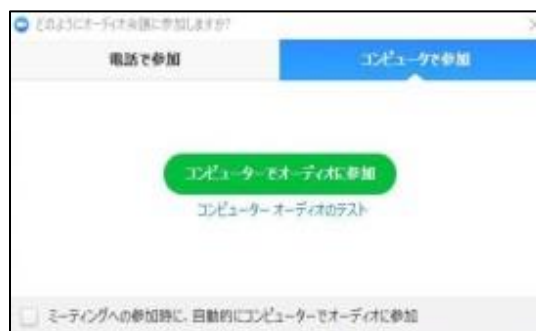 どのようにオーディオ会議に参加しますか?
電話で参加
コンピュータで参加
コンピューターでオーディオに参加
コンピューター オーディオのテスト
ミーティングへの参加時に、自動的にコンピューターでオーディオに参加